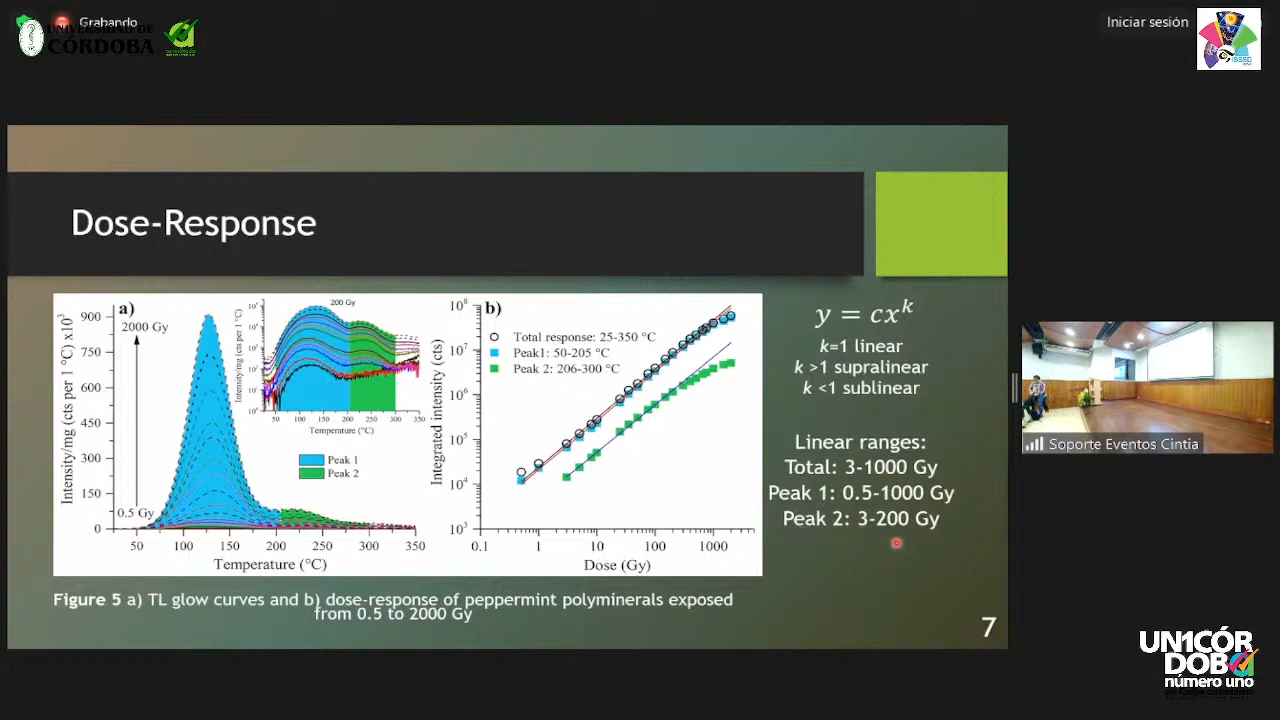 Grabando
UNIVERSIDAD DE
CÓRDOBA
Iniciar sesión
ISSSD
Dose-Response
a)
2000 Gy
0.5 Gy
Intensity/mg (cts per 1 °C) x10³
900
750
600
450
300
150
0
50 100 150 200 250 300 350
Temperature (°C)
200 Gy
Intensity/mg (cts per 1 °C)
50 100 150 200 250 300 350
Temperature (°C)
Peak 1
Peak 2
b)
Integrated intensity (cts)
10⁸
10⁷
10⁶
10⁵
10⁴
10³
Total response: 25-350 °C
Peak1: 50-205 °C
Peak 2: 206-300 °C
0.1 1 10 100 1000
Dose (Gy)
y = cxᵏ
k=1 linear
k >1 supralinear
k <1 sublinear
Linear ranges:
Total: 3-1000 Gy
Peak 1: 0.5-1000 Gy
Peak 2: 3-200 Gy
Figure 5 a) TL glow curves and b) dose-response of peppermint polyminerals exposed
from 0.5 to 2000 Gy
7
Soporte Eventos Cintia
UN1CÓR
DOBA
número uno